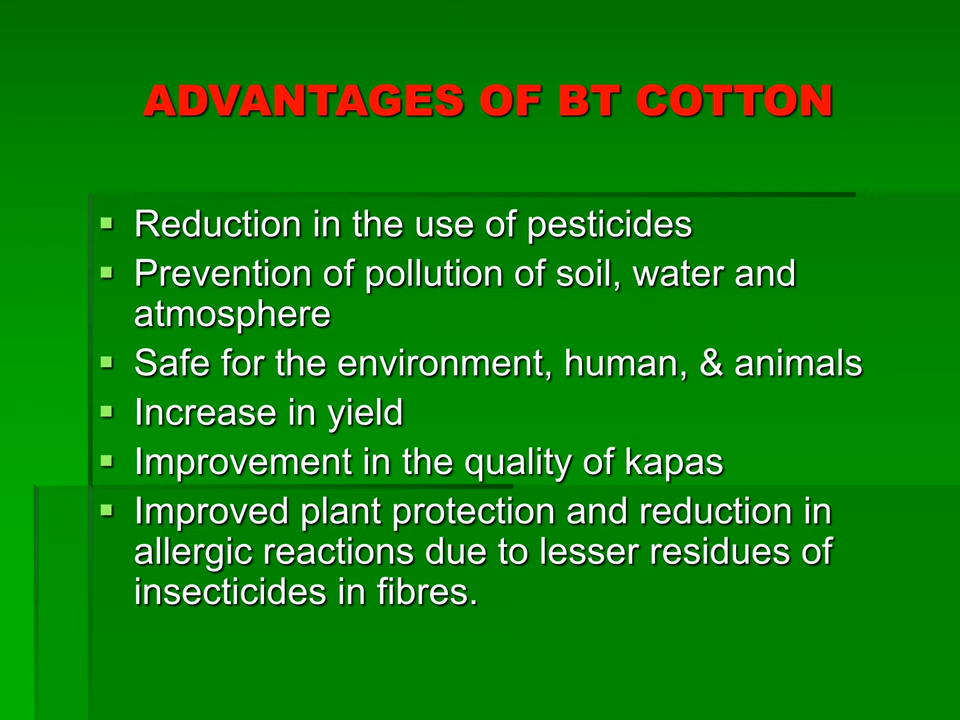 ADVANTAGES OF BT COTTON
▪ Reduction in the use of pesticides
▪ Prevention of pollution of soil, water and
atmosphere
▪ Safe for the environment, human, & animals
▪ Increase in yield
▪ Improvement in the quality of kapas
▪ Improved plant protection and reduction in
allergic reactions due to lesser residues of
insecticides in fibres.